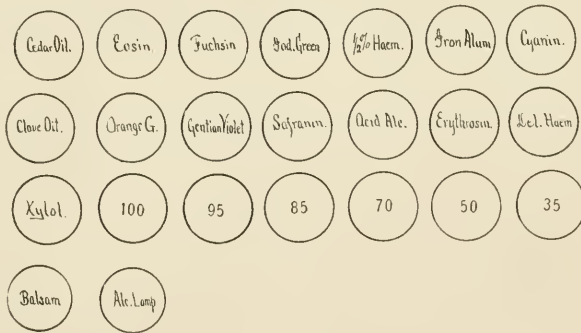 Cedar Oil. Eosin. Fuchsin Iod. Green ½% Haem. Iron Alum Cyanin.
Clove Oil. Orange G. Gentian Violet Safranin. Acid Alc. Erythrosin. Del. Haem
Xylol. 100 95 85 70 50 35
Balsam Alc. Lamp